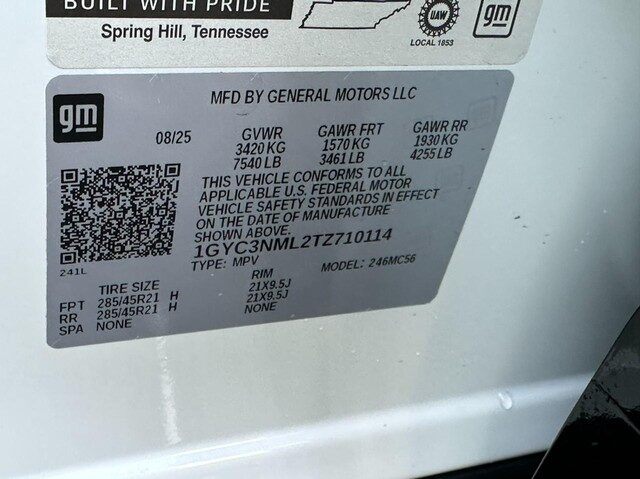 BUILT WITH PRIDE
Spring Hill, Tennessee
UAW
LOCAL 1853
gm
gm
MFD BY GENERAL MOTORS LLC
08/25 GVWR GAWR FRT GAWR RR
3420 KG 1570 KG 1930 KG
7540 LB 3461 LB 4255 LB
THIS VEHICLE CONFORMS TO ALL
APPLICABLE U.S. FEDERAL MOTOR
VEHICLE SAFETY STANDARDS IN EFFECT
ON THE DATE OF MANUFACTURE
SHOWN ABOVE.
1GYC3NML2TZ710114
TYPE: MPV MODEL: 246MC56
241L
TIRE SIZE RIM
FPT 285/45R21 H 21X9.5J
RR 285/45R21 H 21X9.5J
SPA NONE NONE